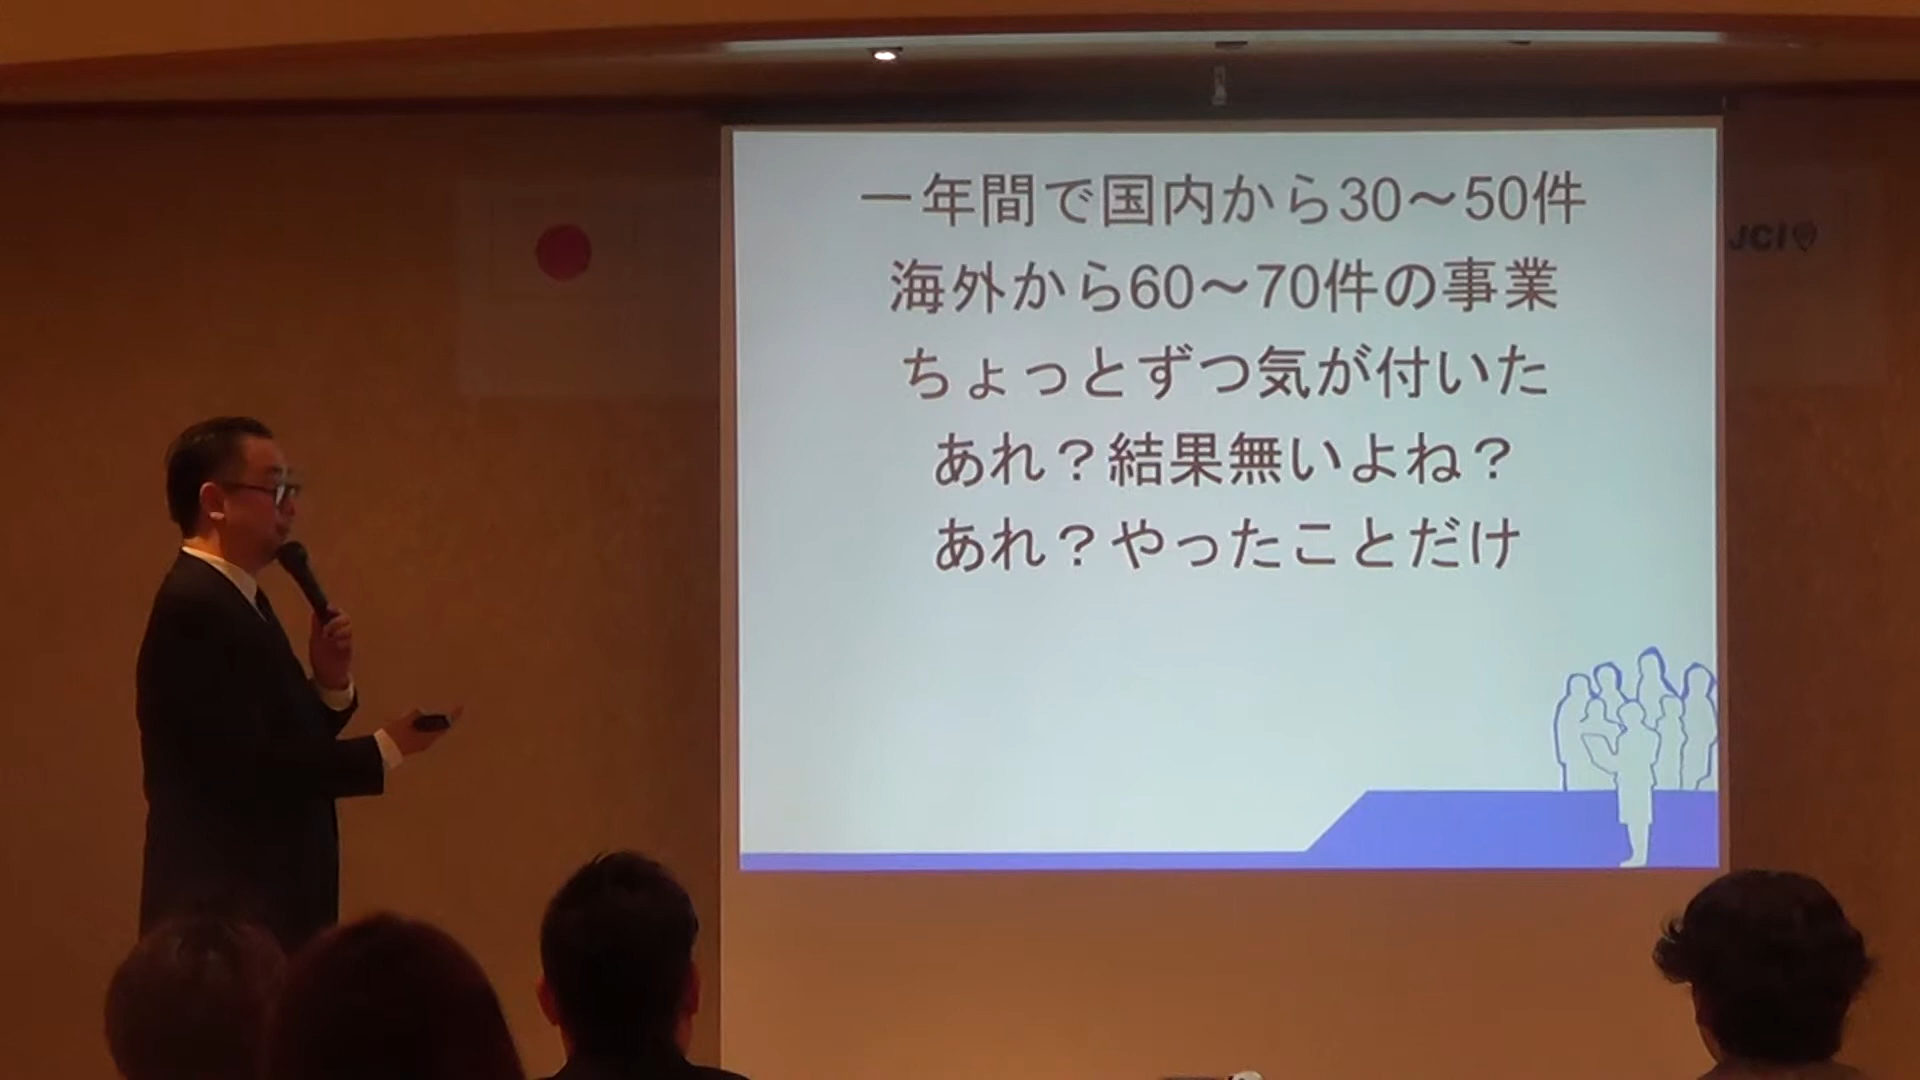 一年間で国内から30～50件
海外から60～70件の事業
ちょっとずつ気が付いた
あれ？結果無いよね？
あれ？やったことだけ
JCI